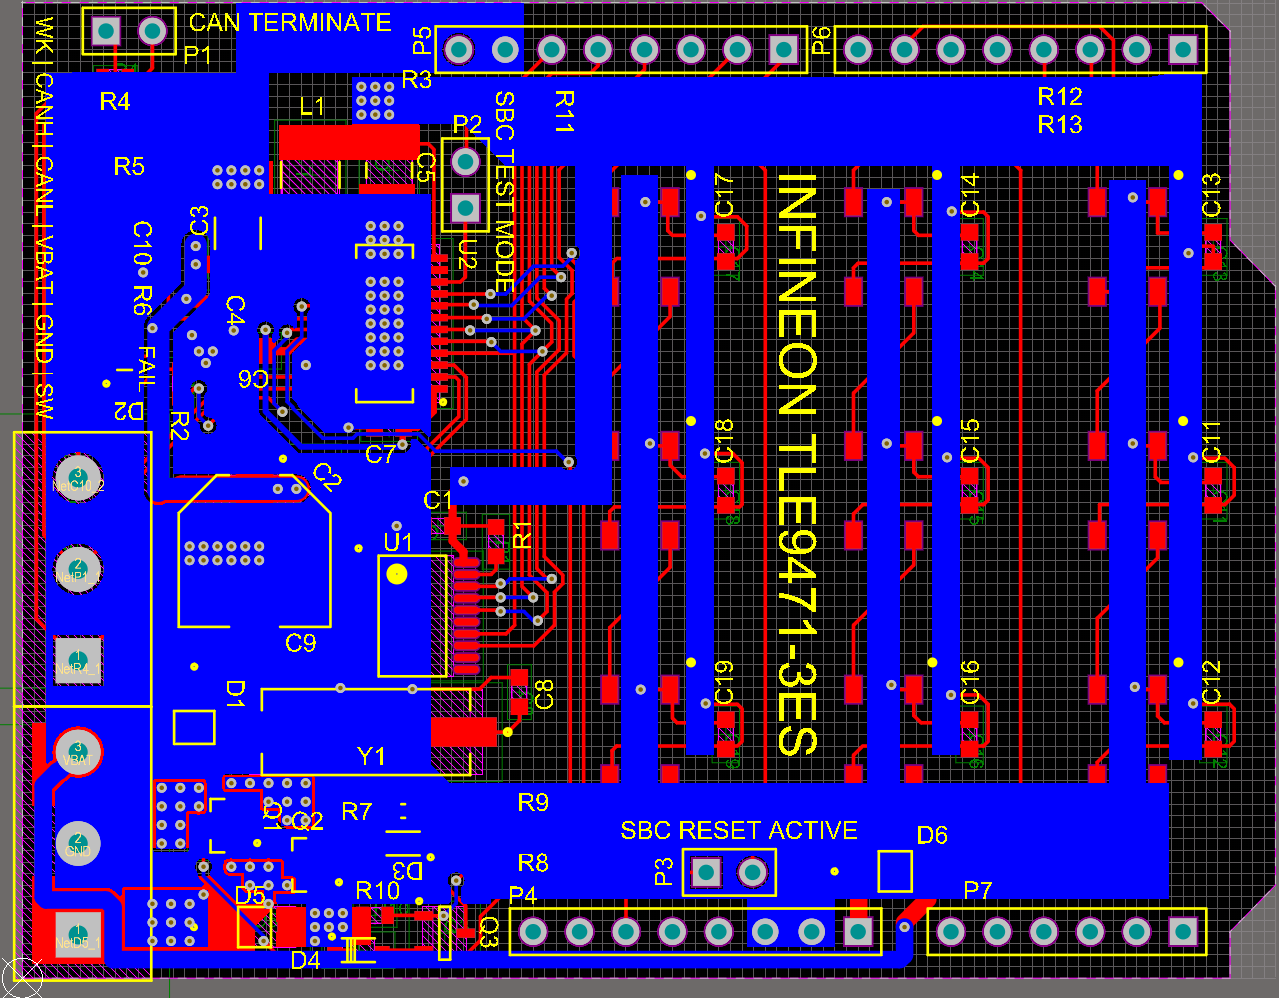 CAN TERMINATE
P1
P5
P6
WK | CANH | CANL | VBAT | GND | SW
R4
R3
L1
P2
SBC TEST MODE
R11
R12
R13
R5
C5
C3
C10
R6
U2
C17
C14
C13
INFINEON TLE9471-3ES
C4
FAIL
C6
D2
R2
C7
C2
C18
C15
C11
3
NetC10_2
C1
R1
U1
2
NetP1_1
C9
1
NetR4_1
C19
C16
C12
D1
C8
Y1
3
VBAT
Q1
Q2
R7
R9
SBC RESET ACTIVE
D6
2
GND
D3
R8
P3
D5
R10
P4
P7
1
NetD5_1
Q3
D4